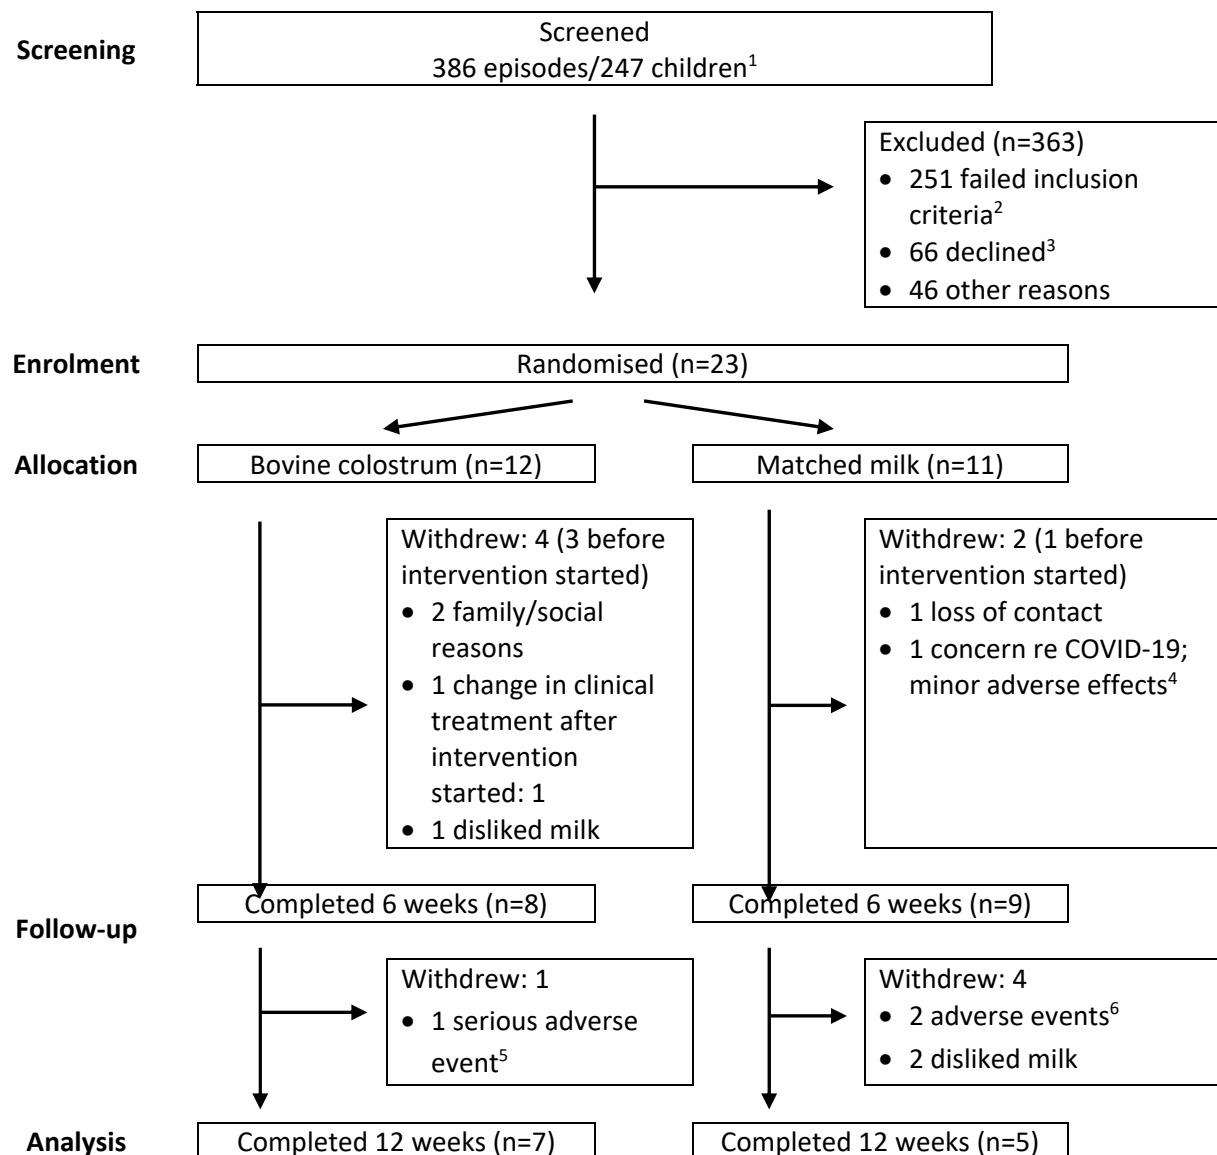 Screening
Screened
386 episodes/247 children¹
Excluded (n=363)
• 251 failed inclusion
criteria²
• 66 declined³
• 46 other reasons
Enrolment
Randomised (n=23)
Allocation
Bovine colostrum (n=12)
Matched milk (n=11)
Withdrew: 4 (3 before
intervention started)
• 2 family/social
reasons
• 1 change in clinical
treatment after
intervention
started: 1
• 1 disliked milk
Withdrew: 2 (1 before
intervention started)
• 1 loss of contact
• 1 concern re COVID-19;
minor adverse effects⁴
Follow-up
Completed 6 weeks (n=8)
Completed 6 weeks (n=9)
Withdrew: 1
• 1 serious adverse
event⁵
Withdrew: 4
• 2 adverse events⁶
• 2 disliked milk
Analysis
Completed 12 weeks (n=7)
Completed 12 weeks (n=5)